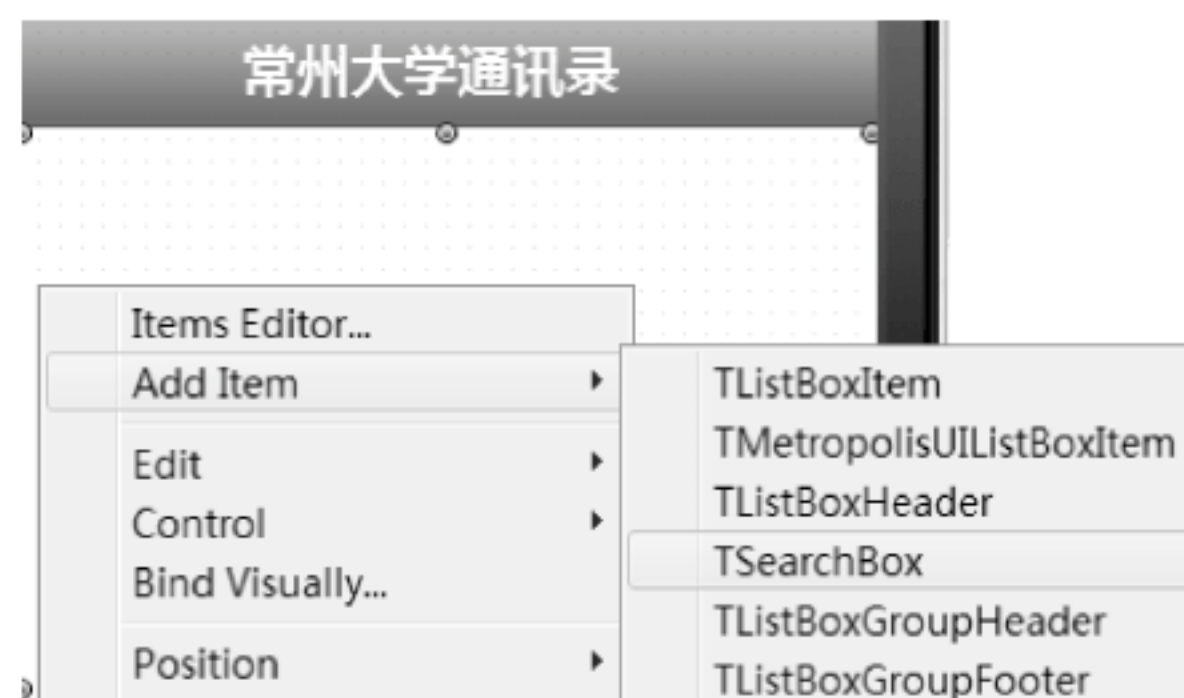 常州大学通讯录
Items Editor...
Add Item
Edit
Control
Bind Visually...
Position
TListBoxItem
TMetropolisUIListBoxItem
TListBoxHeader
TSearchBox
TListBoxGroupHeader
TListBoxGroupFooter